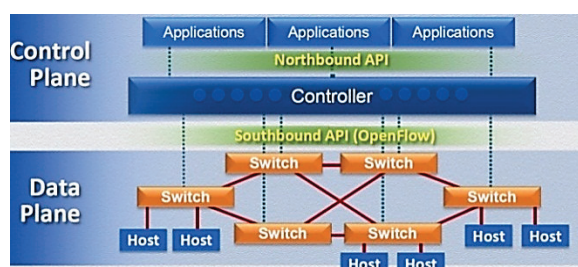 Control
Plane
Applications
Applications
Applications
Northbound API
Controller
Southbound API (OpenFlow)
Data
Plane
Switch
Switch
Switch
Switch
Switch
Switch
Host
Host
Host
Host
Host
Host